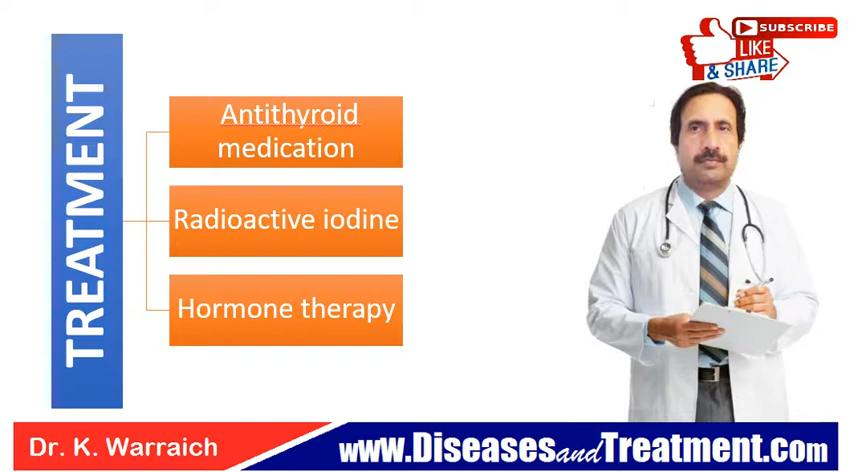 SUBSCRIBE
LIKE
& SHARE
TREATMENT
Antithyroid
medication
Radioactive iodine
Hormone therapy
Dr. K. Warraich
www.DiseasesandTreatment.com